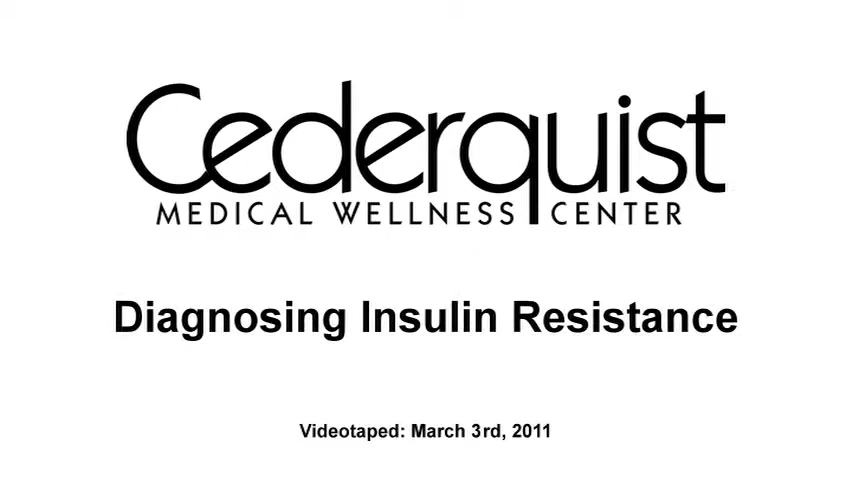 Cederquist
MEDICAL WELLNESS CENTER
Diagnosing Insulin Resistance
Videotaped: March 3rd, 2011